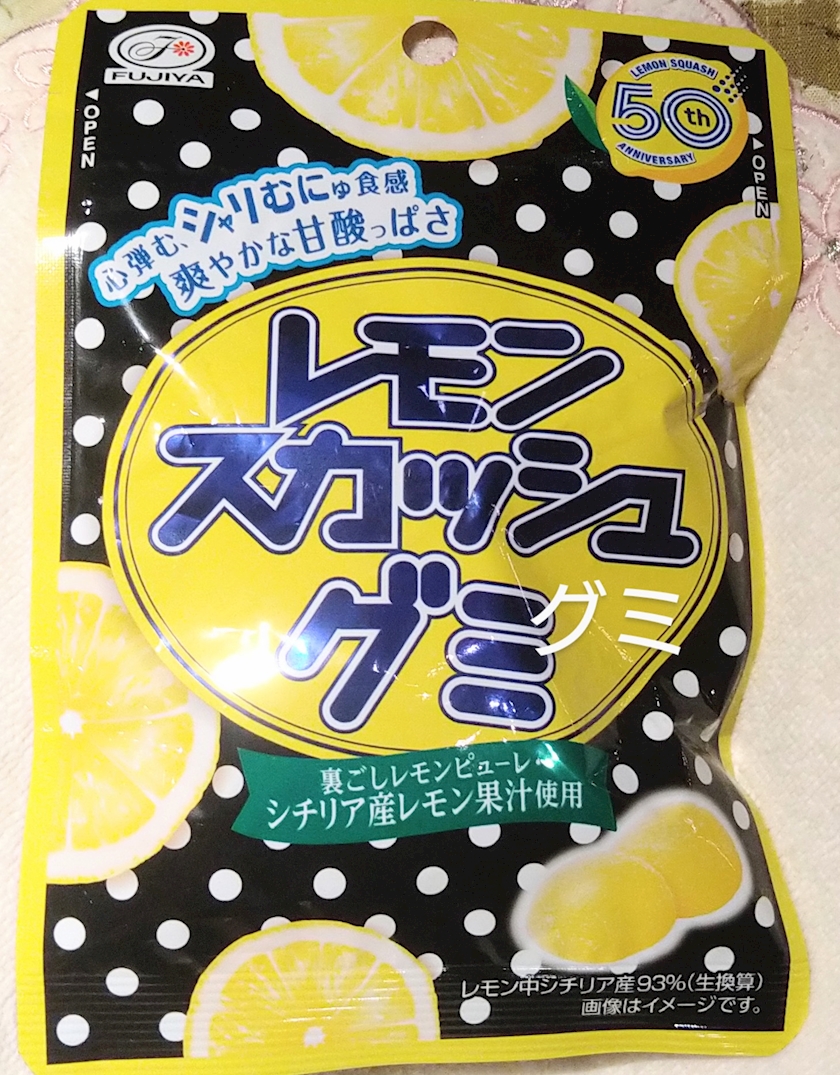 FUJIYA
LEMON SQUASH
50th
ANNIVERSARY
◀OPEN
▶OPEN
心弾む、シャリむにゅ食感
爽やかな甘酸っぱさ
レモン
スカッシュ
グミ
グミ
裏ごしレモンピューレ・
シチリア産レモン果汁使用
レモン中シチリア産93%(生換算)
画像はイメージです。